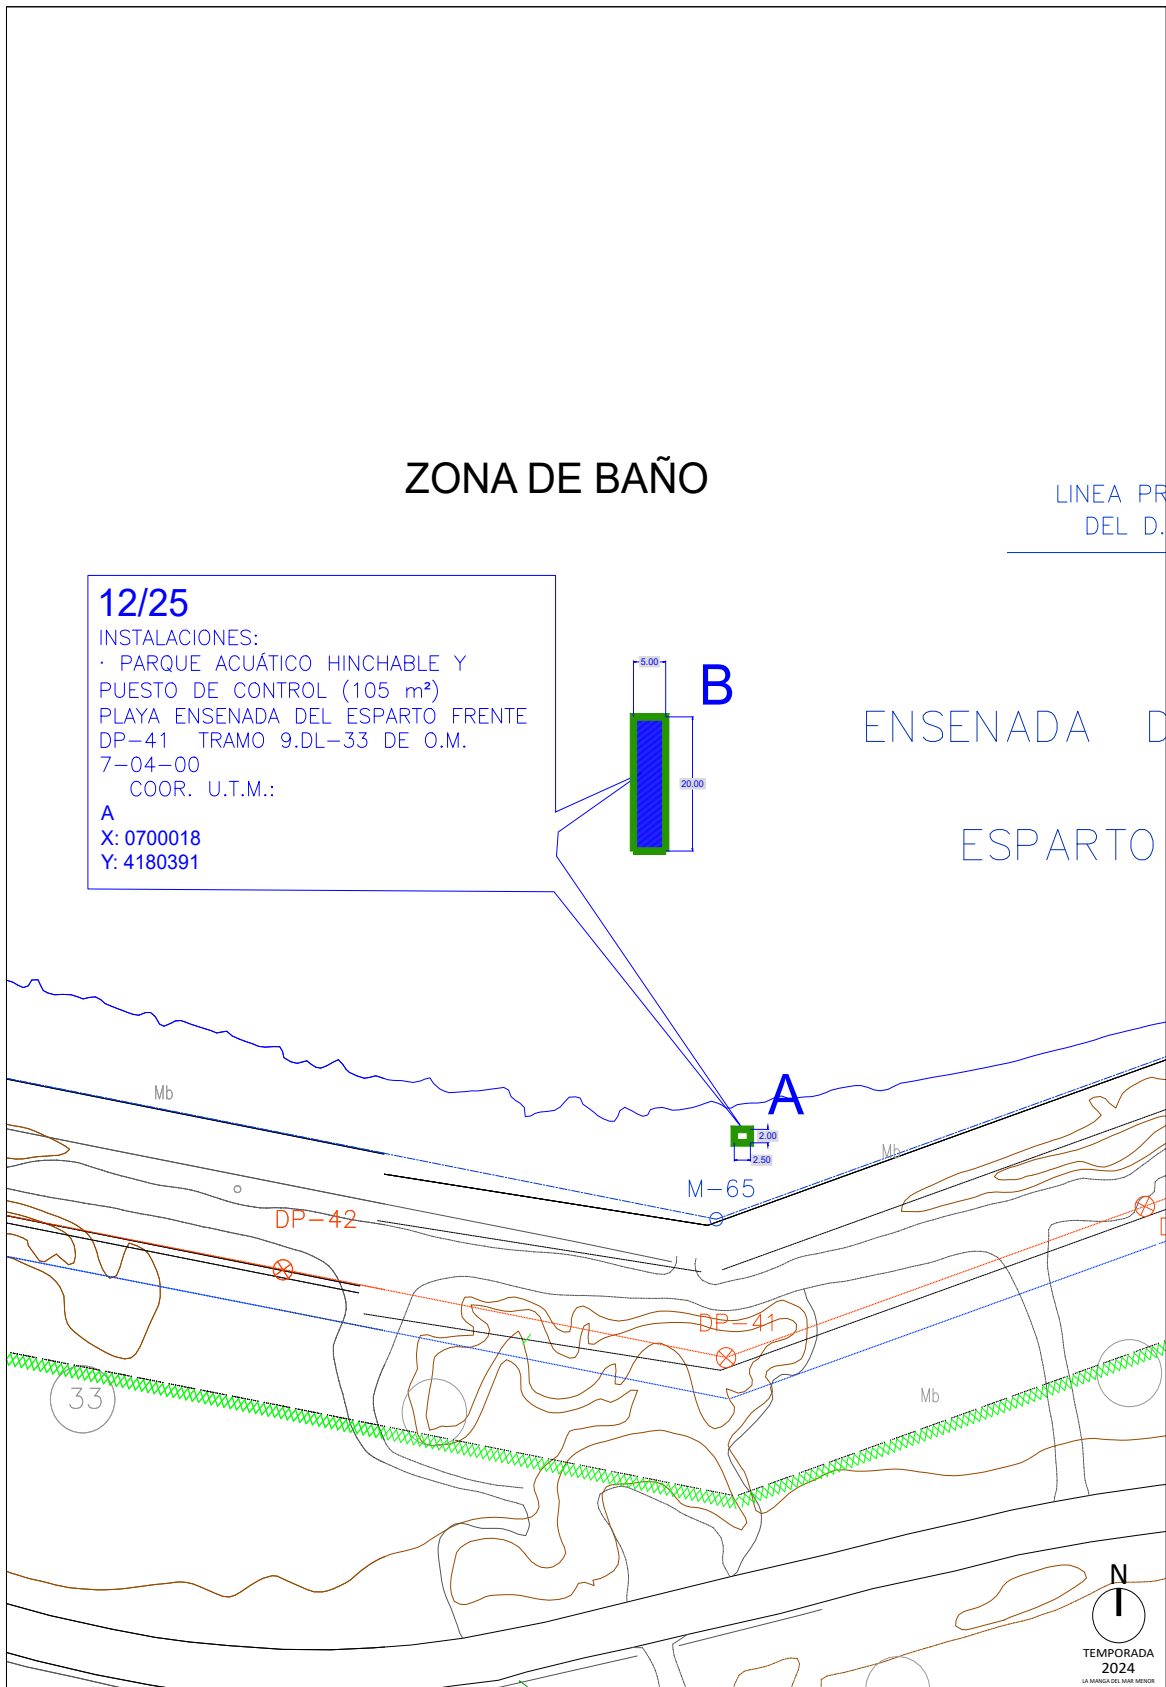 ZONA DE BAÑO
LINEA PR
DEL D.
12/25
INSTALACIONES:
· PARQUE ACUÁTICO HINCHABLE Y
PUESTO DE CONTROL (105 m²)
PLAYA ENSENADA DEL ESPARTO FRENTE
DP-41 TRAMO 9.DL-33 DE O.M.
7-04-00
COOR. U.T.M.:
A
X: 0700018
Y: 4180391
5.00
B
20.00
ENSENADA D
ESPARTO
Mb
A
2.00
2.50
Mb
M-65
DP-42
D
DP-41
33
Mb
N
TEMPORADA
2024
LA MANGA DEL MAR MENOR